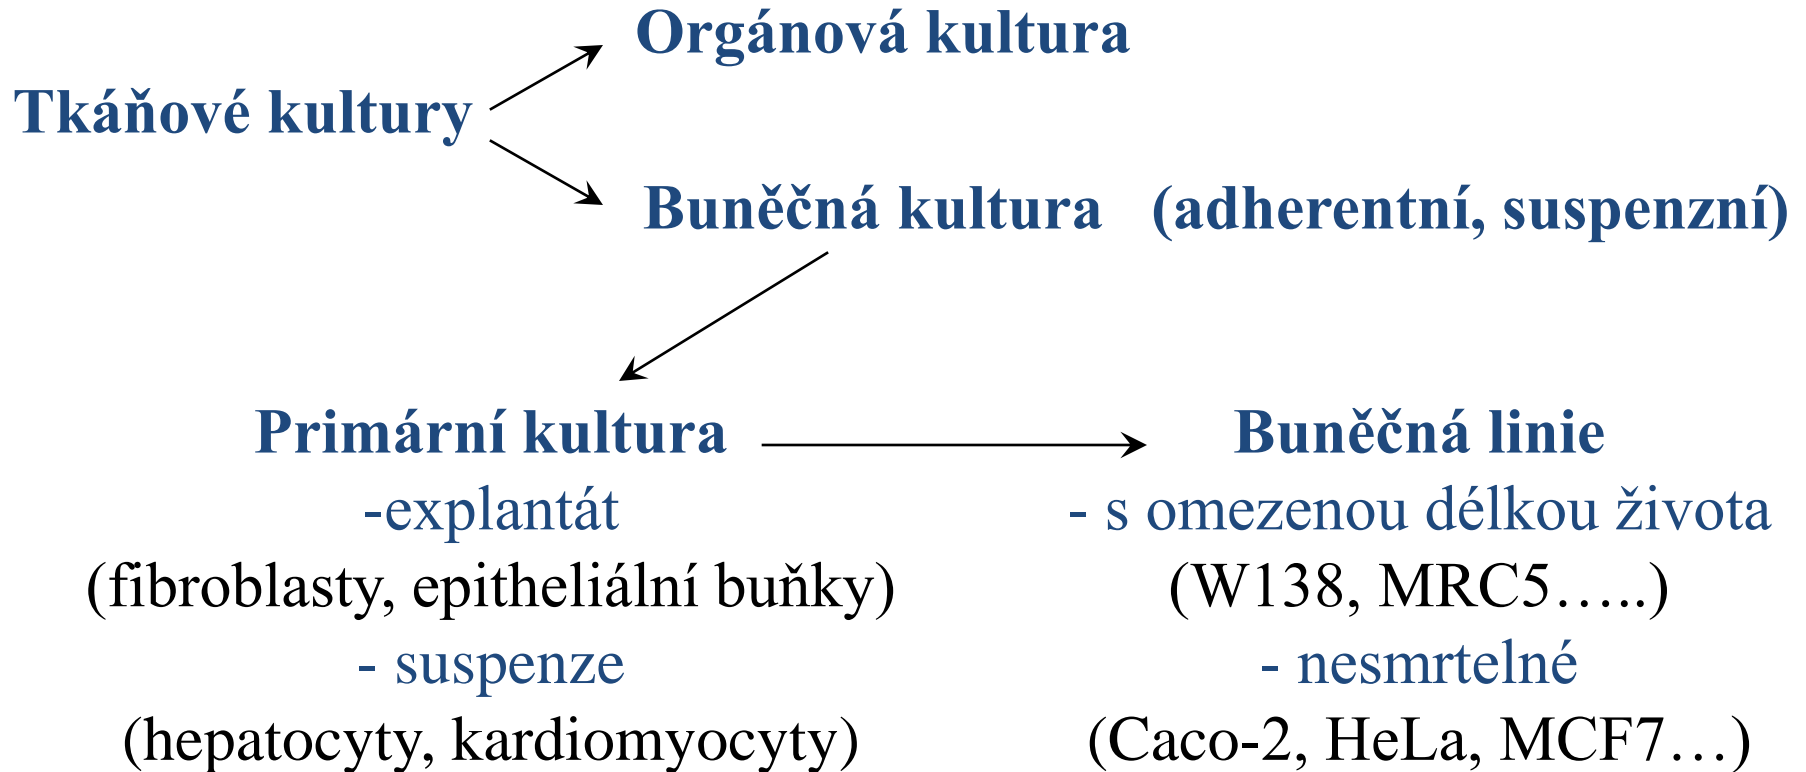 Orgánová kultura
Tkáňové kultury
Buněčná kultura (adherentní, suspenzní)
Primární kultura
-explantát
(fibroblasty, epitheliální buňky)
- suspenze
(hepatocyty, kardiomyocyty)
Buněčná linie
- s omezenou délkou života
(W138, MRC5…..)
- nesmrtelné
(Caco-2, HeLa, MCF7…)